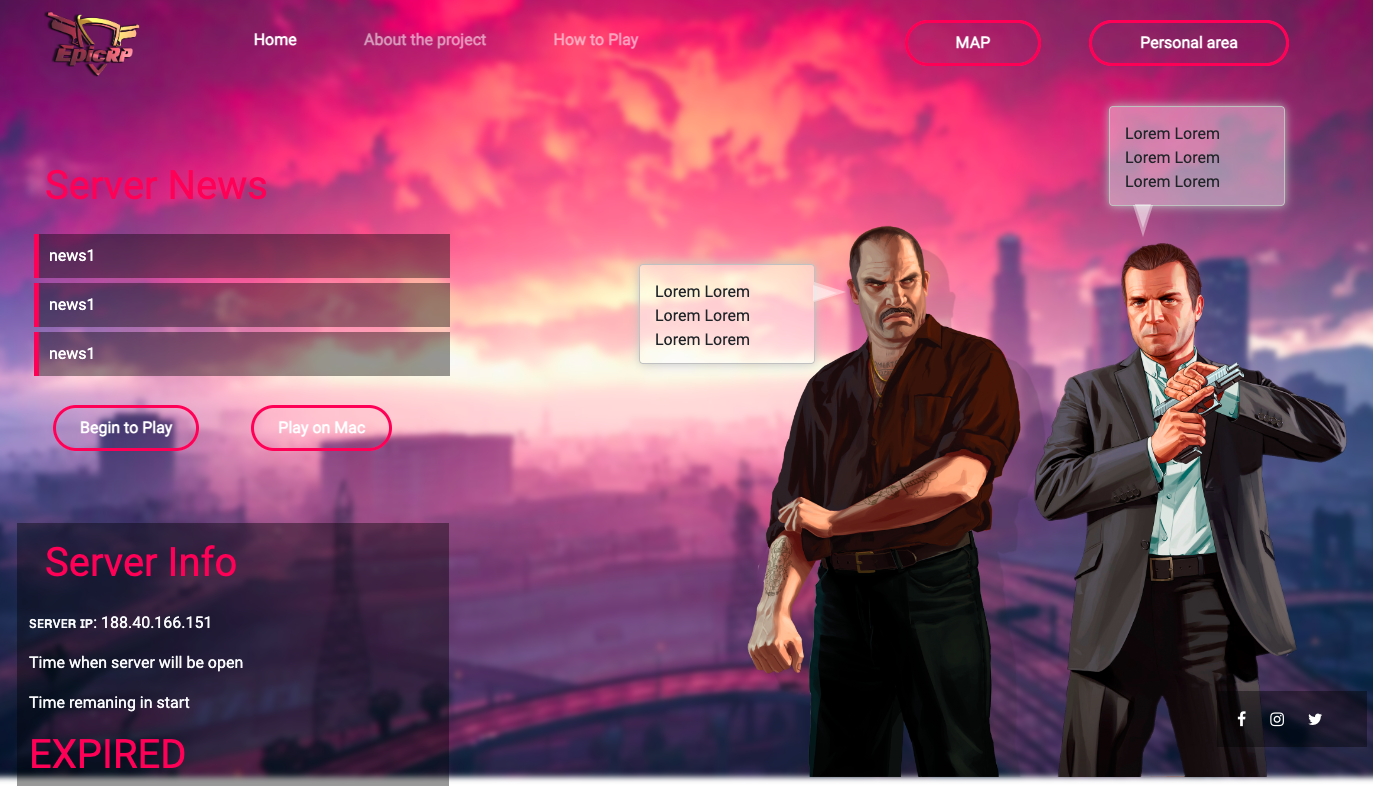 EpicRP
Home
About the project
How to Play
MAP
Personal area
Lorem Lorem
Lorem Lorem
Lorem Lorem
Server News
news1
news1
news1
Lorem Lorem
Lorem Lorem
Lorem Lorem
Begin to Play
Play on Mac
Server Info
SERVER IP: 188.40.166.151
Time when server will be open
Time remaning in start
EXPIRED